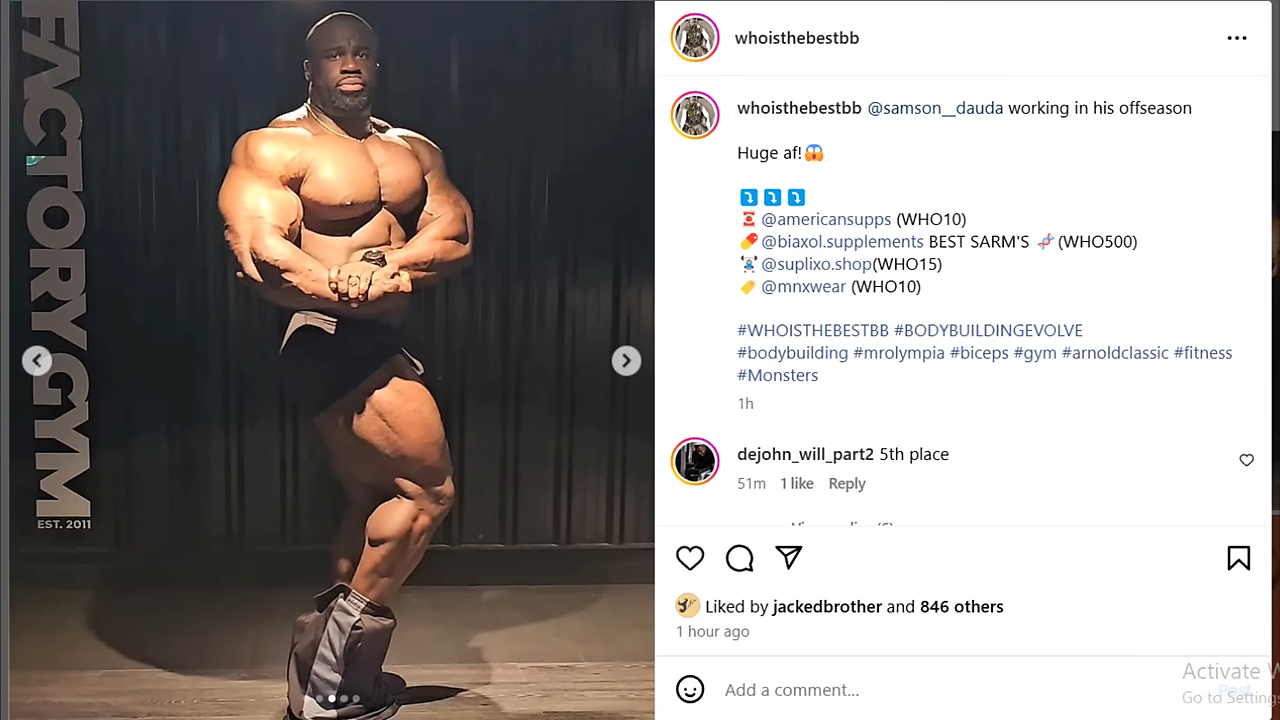 FACTORY GYM
EST. 2011
whoisthebestbb
whoisthebestbb @samson__dauda working in his offseason
Huge af!😱
⤵️ ⤵️ ⤵️
@americansupps (WHO10)
💊 @biaxol.supplements BEST SARM'S 🧬 (WHO500)
🏋️ @suplixo.shop(WHO15)
@mnxwear (WHO10)
#WHOISTHEBESTBB #BODYBUILDINGEVOLVE
#bodybuilding #mrolympia #biceps #gym #arnoldclassic #fitness
#Monsters
1h
dejohn_will_part2 5th place
51m 1 like Reply
Liked by jackedbrother and 846 others
1 hour ago
Add a comment...
Post
Activate W
Go to Setting